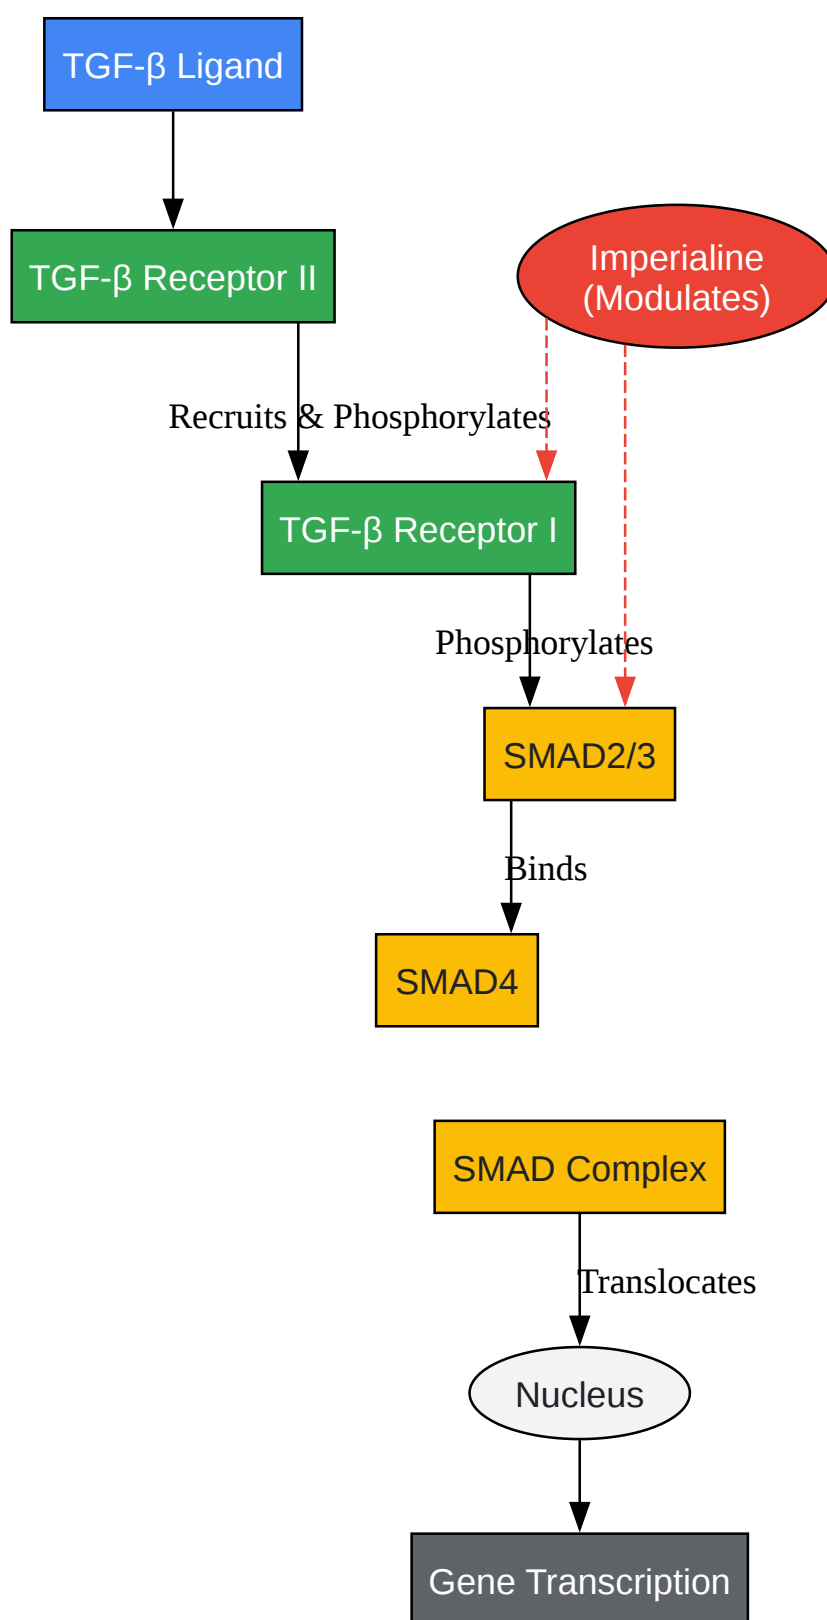 TGF-β Ligand
TGF-β Receptor II
Imperialine
(Modulates)
Recruits & Phosphorylates
TGF-β Receptor I
Phosphorylates
SMAD2/3
Binds
SMAD4
SMAD Complex
Translocates
Nucleus
Gene Transcription